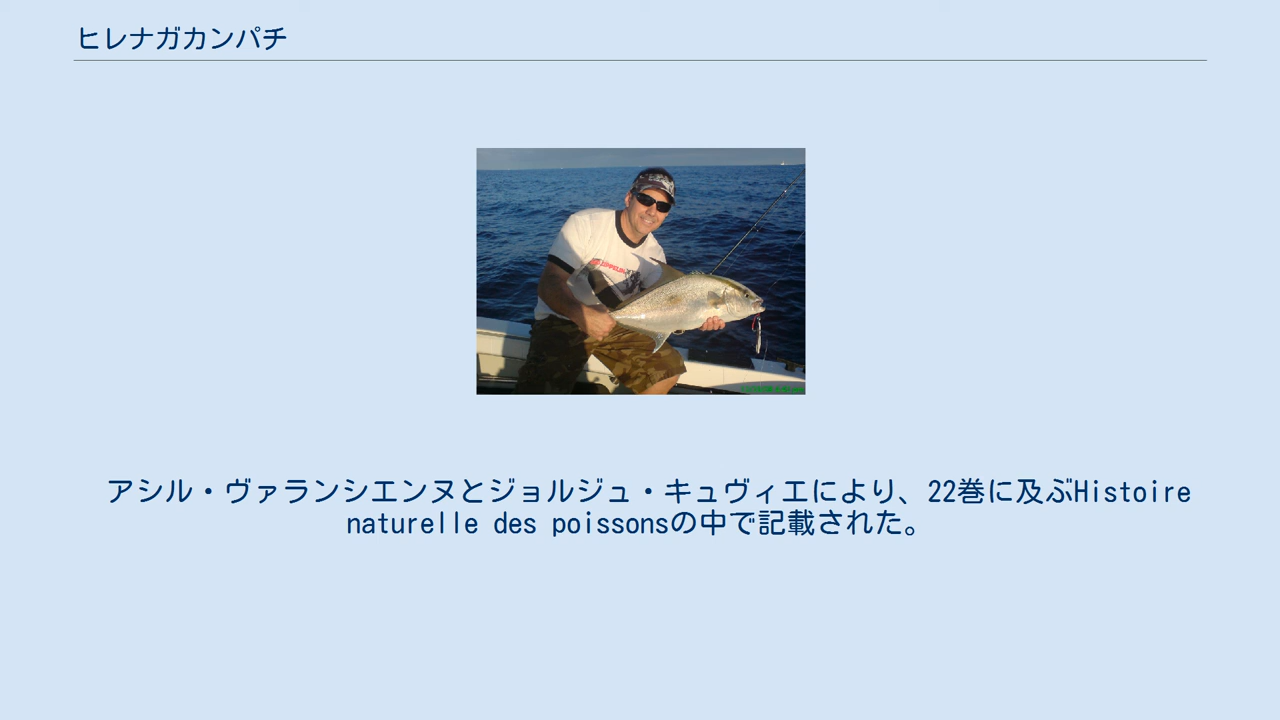 ヒレナガカンパチ
アシル・ヴァランシエンヌとジョルジュ・キュヴィエにより、22巻に及ぶHistoire
naturelle des poissonsの中で記載された。